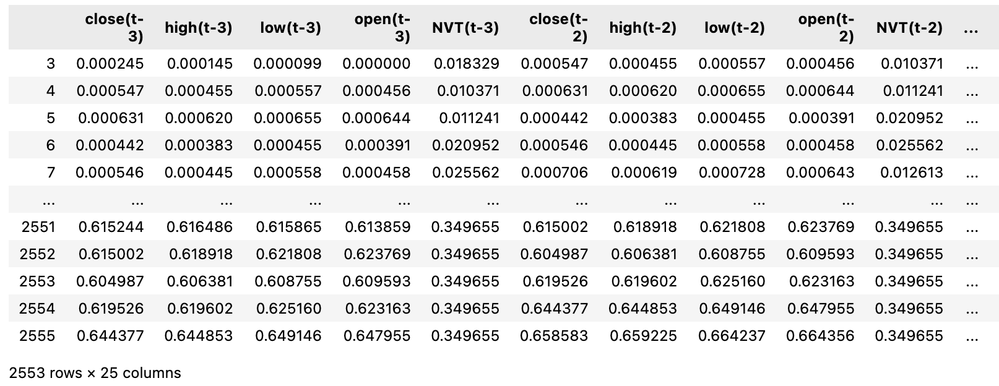 close(t-3) high(t-3) low(t-3) open(t-3) NVT(t-3) close(t-2) high(t-2) low(t-2) open(t-2) NVT(t-2) ...
3 0.000245 0.000145 0.000099 0.000000 0.018329 0.000547 0.000455 0.000557 0.000456 0.010371 ...
4 0.000547 0.000455 0.000557 0.000456 0.010371 0.000631 0.000620 0.000655 0.000644 0.011241 ...
5 0.000631 0.000620 0.000655 0.000644 0.011241 0.000442 0.000383 0.000455 0.000391 0.020952 ...
6 0.000442 0.000383 0.000455 0.000391 0.020952 0.000546 0.000445 0.000558 0.000458 0.025562 ...
7 0.000546 0.000445 0.000558 0.000458 0.025562 0.000706 0.000619 0.000728 0.000643 0.012613 ...
... ... ... ... ... ... ... ... ... ... ... ...
2551 0.615244 0.616486 0.615865 0.613859 0.349655 0.615002 0.618918 0.621808 0.623769 0.349655 ...
2552 0.615002 0.618918 0.621808 0.623769 0.349655 0.604987 0.606381 0.608755 0.609593 0.349655 ...
2553 0.604987 0.606381 0.608755 0.609593 0.349655 0.619526 0.619602 0.625160 0.623163 0.349655 ...
2554 0.619526 0.619602 0.625160 0.623163 0.349655 0.644377 0.644853 0.649146 0.647955 0.349655 ...
2555 0.644377 0.644853 0.649146 0.647955 0.349655 0.658583 0.659225 0.664237 0.664356 0.349655 ...
2553 rows × 25 columns